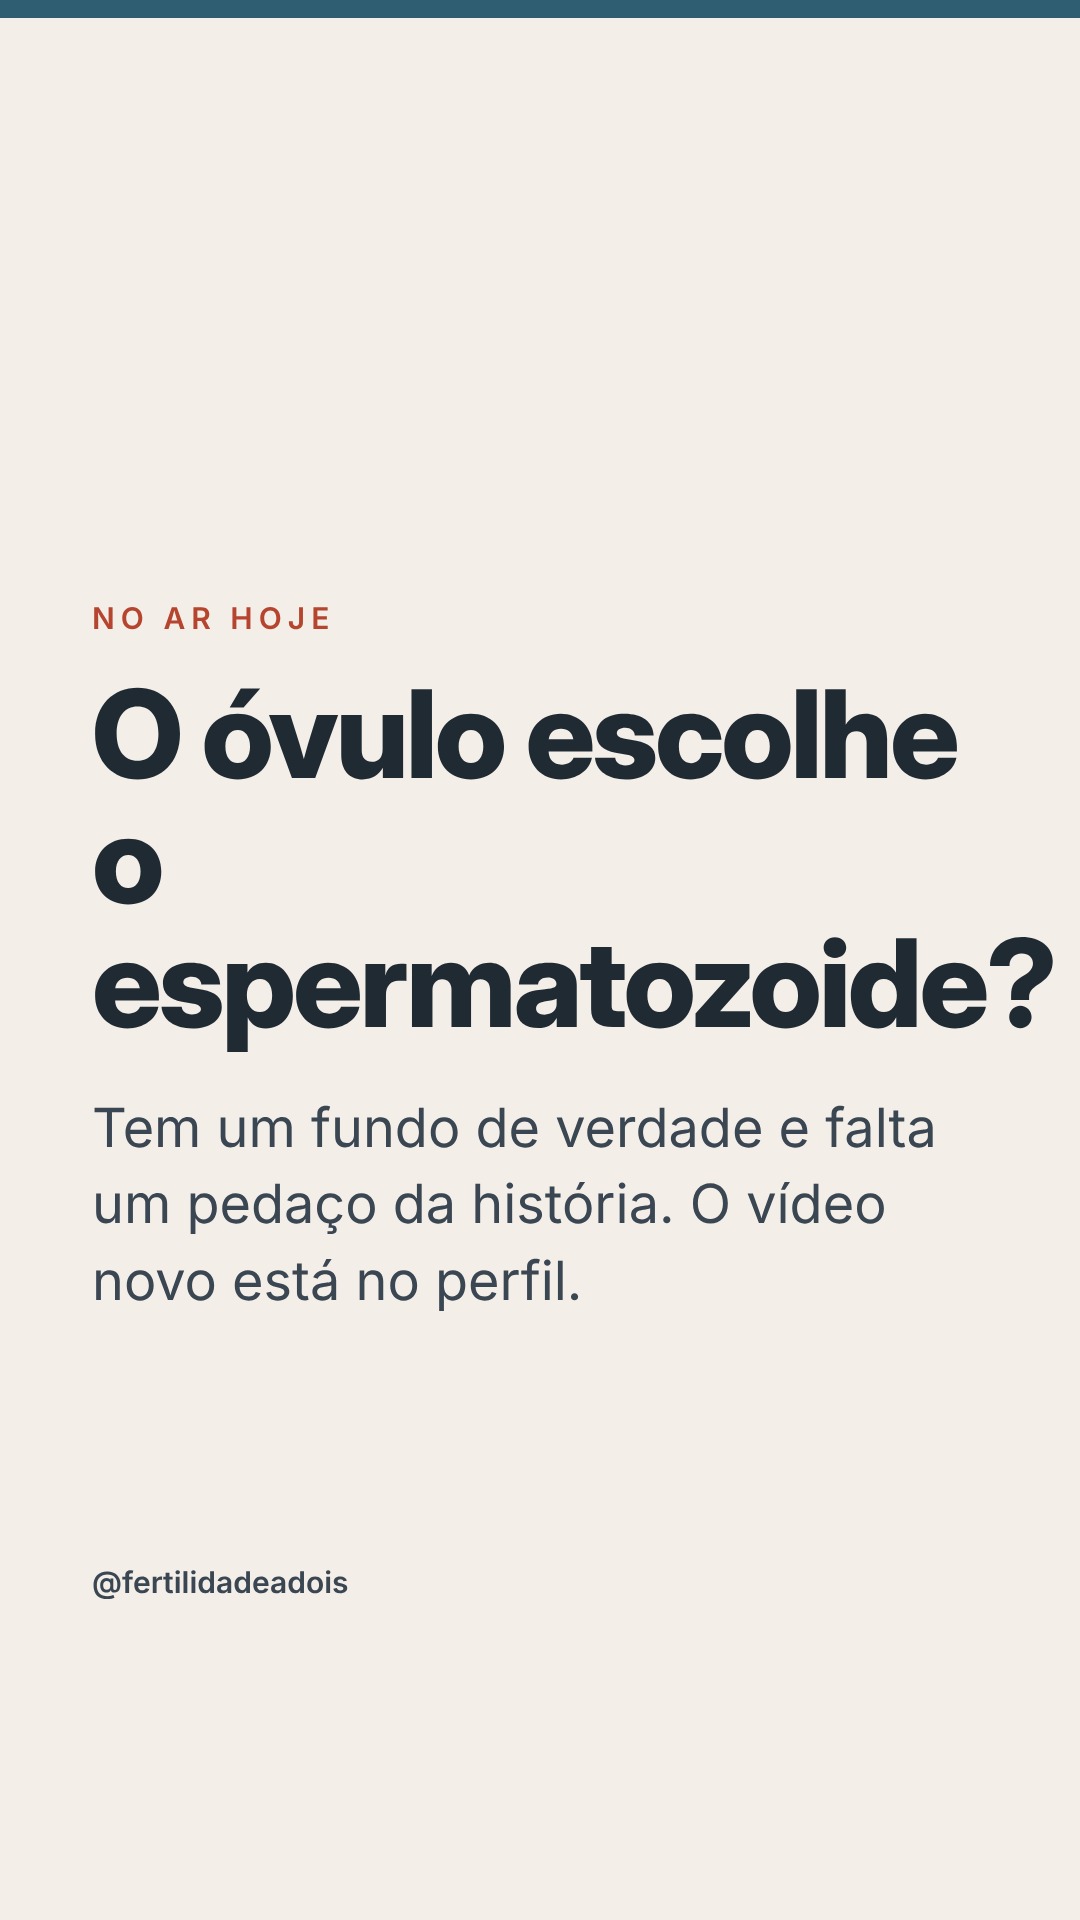 NO AR HOJE
O óvulo escolhe
o
espermatozoide?
Tem um fundo de verdade e falta
um pedaço da história. O vídeo
novo está no perfil.
@fertilidadeadois